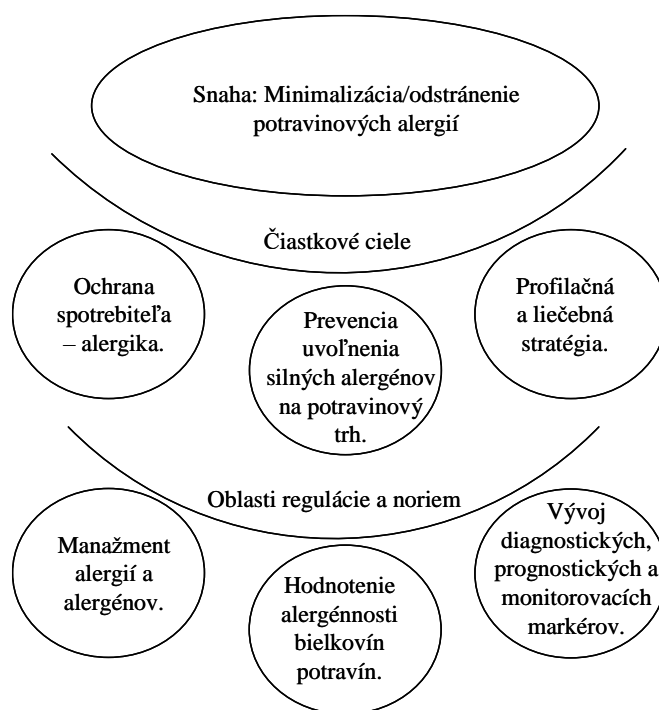 Snaha: Minimalizácia/odstránenie
potravinových alergií
Čiastkové ciele
Ochrana
spotrebiteľa
– alergika.
Prevencia
uvoľnenia
silných alergénov
na potravinový
trh.
Profilačná
a liečebná
stratégia.
Oblasti regulácie a noriem
Manažment
alergií a
alergénov.
Hodnotenie
alergénnosti
bielkovín
potravín.
Vývoj
diagnostických,
prognostických a
monitorovacích
markérov.